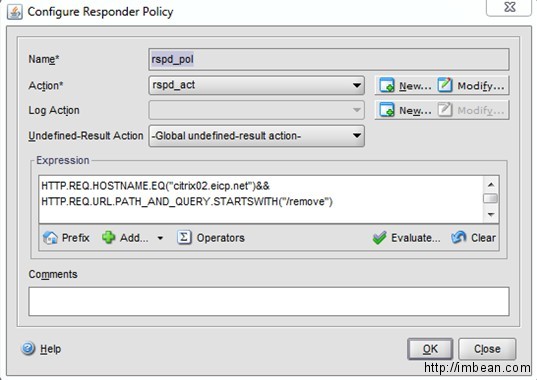 Configure Responder Policy
Name* rspd_pol
Action* rspd_act New... Modify...
Log Action New... Modify...
Undefined-Result Action -Global undefined-result action-
Expression
HTTP.REQ.HOSTNAME.EQ("citrix02.eicp.net")&&
HTTP.REQ.URL.PATH_AND_QUERY.STARTSWITH("/remove")
Prefix Add... Operators Evaluate... Clear
Comments
Help OK Close
http://imbean.com